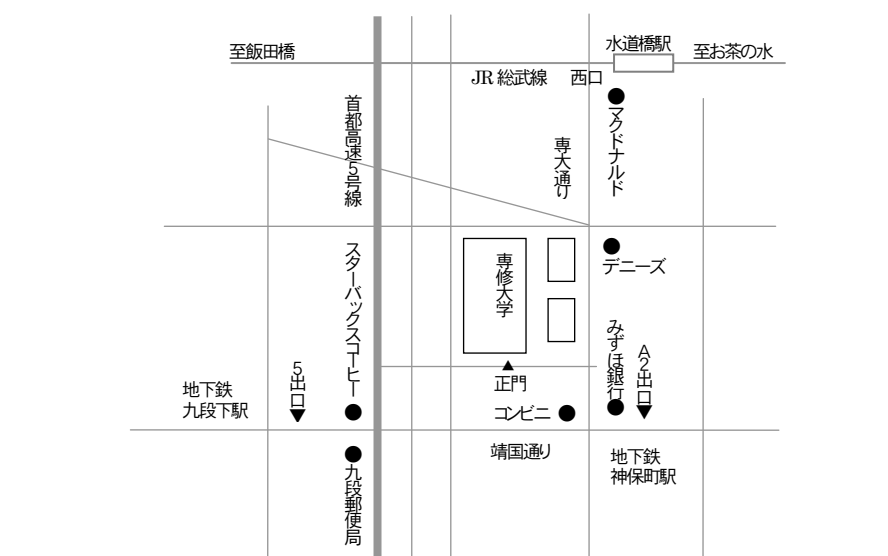 水道橋駅
至飯田橋
至お茶の水
JR 総武線
西口
首都高速5号線
マクドナルド
専大通り
スターバックスコーヒー
専修大学
デニーズ
みずほ銀行
A2出口
5出口
正門
地下鉄
九段下駅
コンビニ
靖国通り
地下鉄
神保町駅
九段郵便局